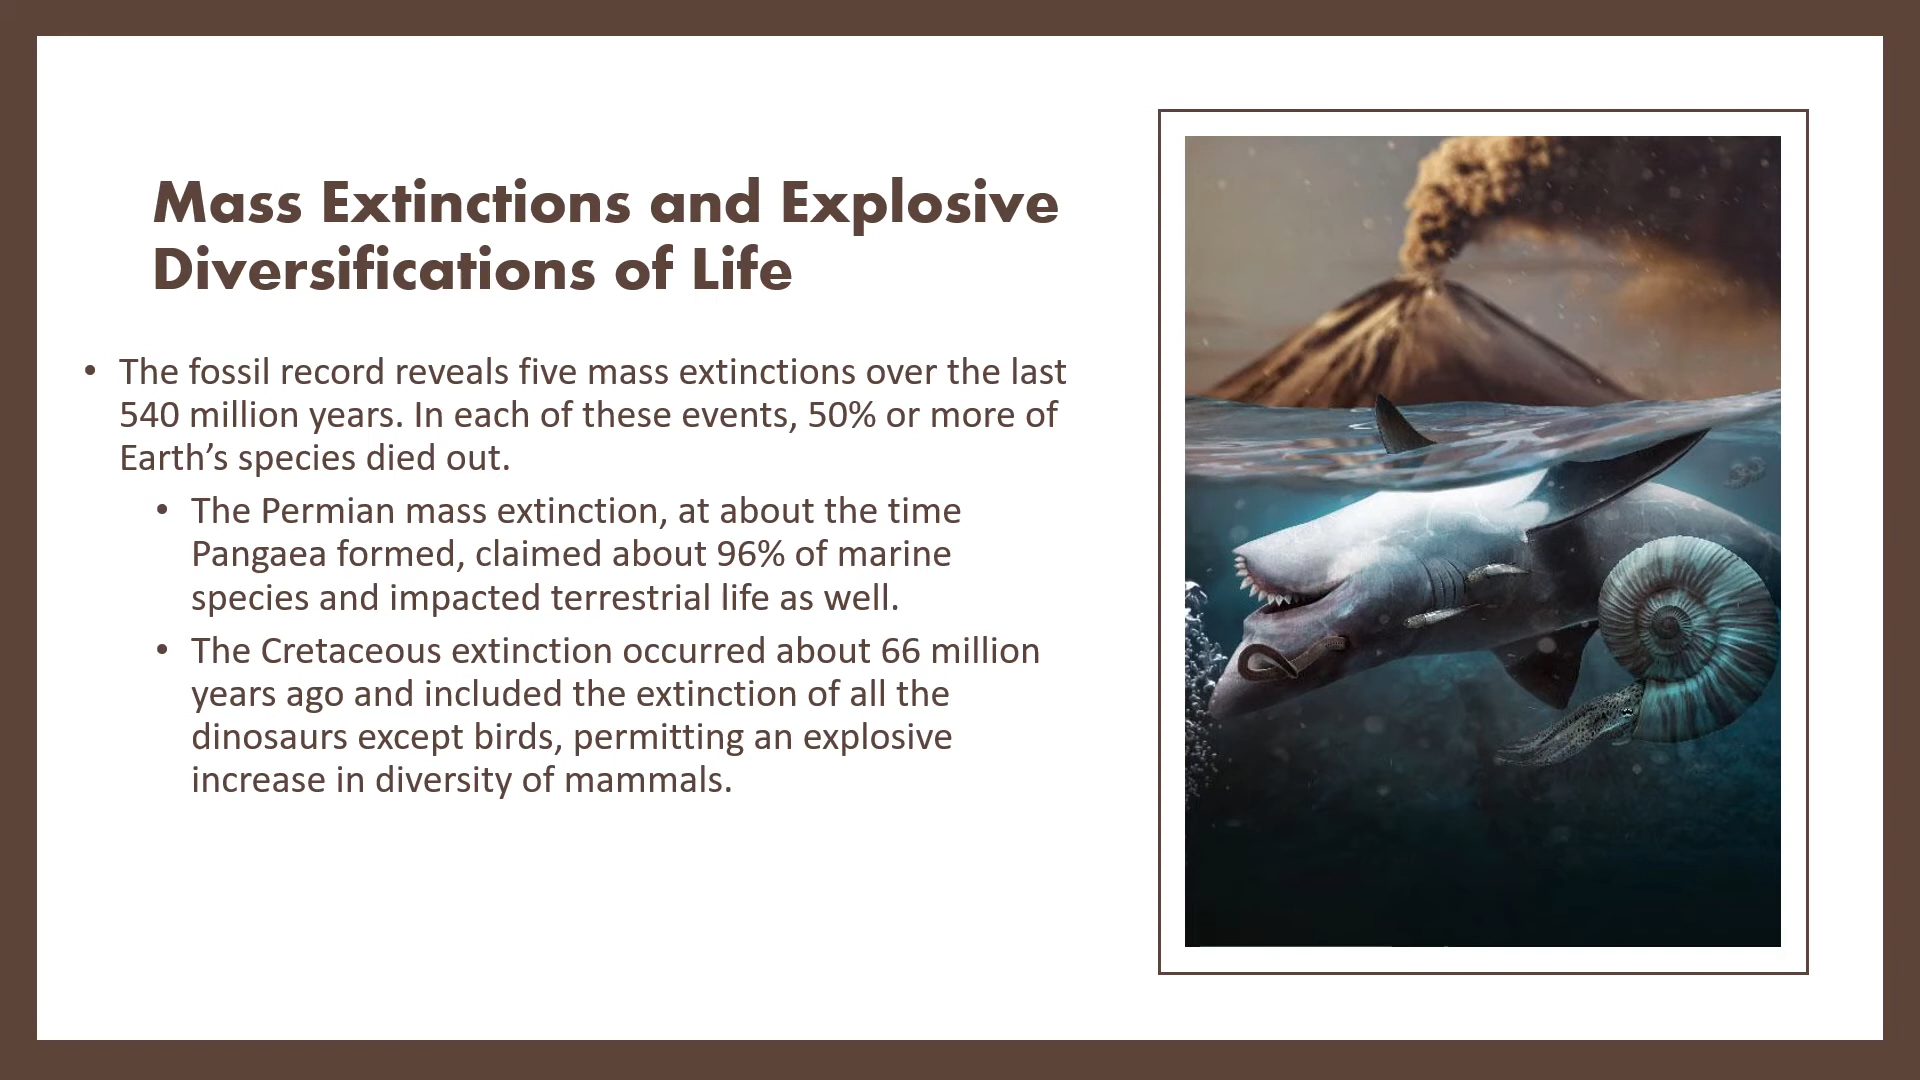 Mass Extinctions and Explosive
Diversifications of Life
• The fossil record reveals five mass extinctions over the last
540 million years. In each of these events, 50% or more of
Earth’s species died out.
• The Permian mass extinction, at about the time
Pangaea formed, claimed about 96% of marine
species and impacted terrestrial life as well.
• The Cretaceous extinction occurred about 66 million
years ago and included the extinction of all the
dinosaurs except birds, permitting an explosive
increase in diversity of mammals.